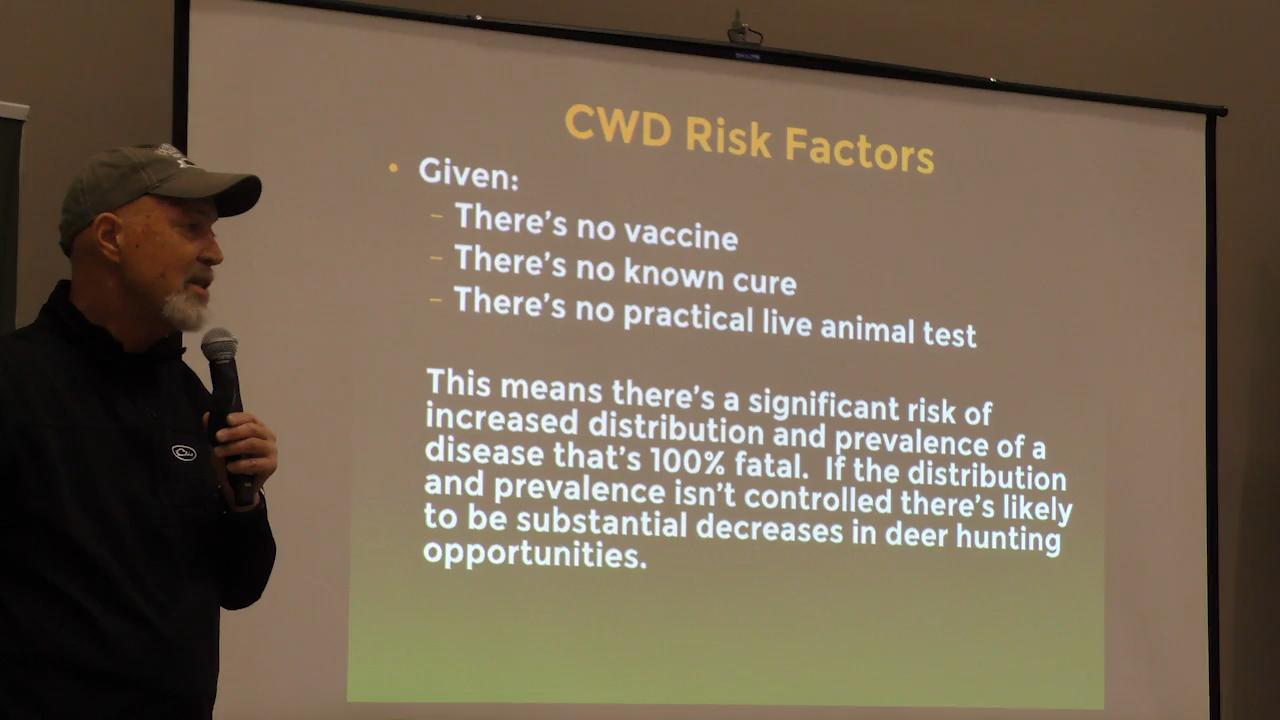 CWD Risk Factors
• Given:
– There's no vaccine
– There's no known cure
– There's no practical live animal test
This means there's a significant risk of
increased distribution and prevalence of a
disease that's 100% fatal.  If the distribution
and prevalence isn't controlled there's likely
to be substantial decreases in deer hunting
opportunities.